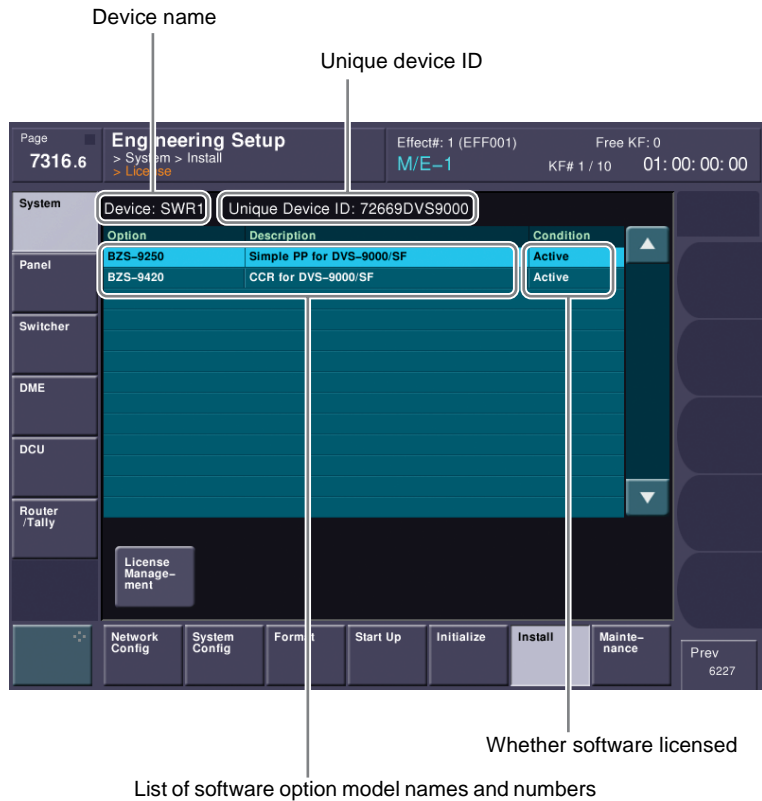 Device name
Unique device ID
Page
7316.6
Engineering Setup
> System > Install
> License
Effect#: 1 (EFF001)
Free KF: 0
M/E–1
KF# 1 / 10
01: 00: 00: 00
System
Panel
Switcher
DME
DCU
Router
/Tally
Device: SWR1
Unique Device ID: 72669DVS9000
Option Description Condition
BZS–9250 Simple PP for DVS–9000/SF Active
BZS–9420 CCR for DVS–9000/SF Active
License
Manage–
ment
Network
Config
System
Config
Format
Start Up
Initialize
Install
Mainte–
nance
Prev
6227
Whether software licensed
List of software option model names and numbers